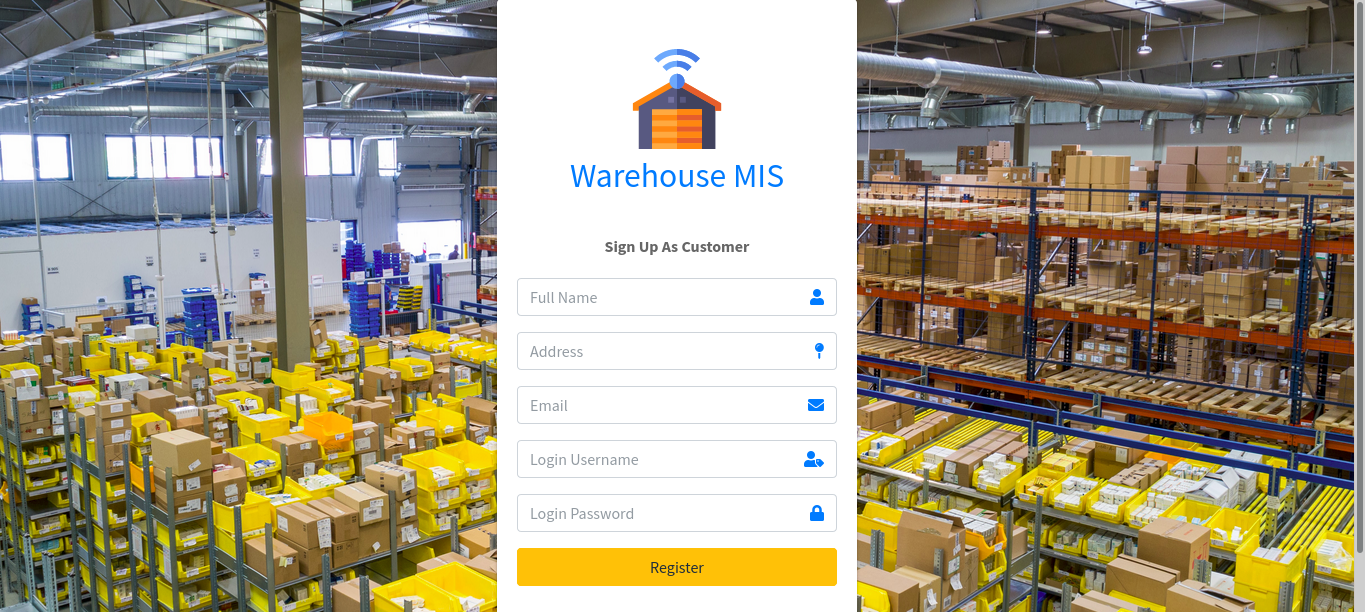 Warehouse MIS
Sign Up As Customer
Full Name
Address
Email
Login Username
Login Password
Register